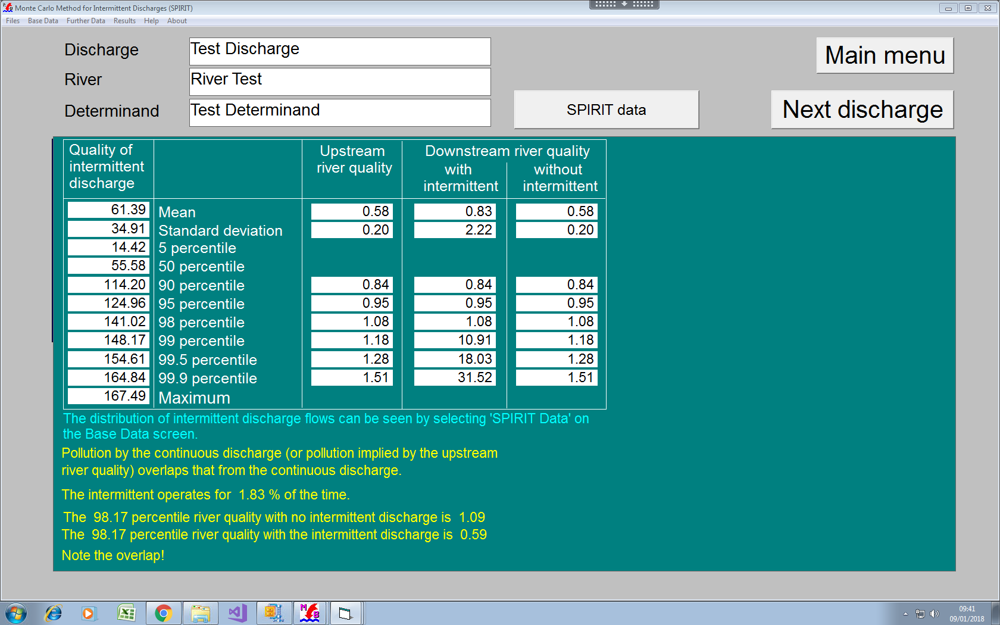 Monte Carlo Method for Intermittent Discharges (SPIRIT)
Files Base Data Further Data Results Help About
Discharge Test Discharge
Main menu
River River Test
Determinand Test Determinand
SPIRIT data
Next discharge
Quality of intermittent discharge
Upstream river quality
Downstream river quality
with intermittent
without intermittent
61.39 Mean 0.58 0.83 0.58
34.91 Standard deviation 0.20 2.22 0.20
14.42 5 percentile
55.58 50 percentile
114.20 90 percentile 0.84 0.84 0.84
124.96 95 percentile 0.95 0.95 0.95
141.02 98 percentile 1.08 1.08 1.08
148.17 99 percentile 1.18 10.91 1.18
154.61 99.5 percentile 1.28 18.03 1.28
164.84 99.9 percentile 1.51 31.52 1.51
167.49 Maximum
The distribution of intermittent discharge flows can be seen by selecting 'SPIRIT Data' on
the Base Data screen.
Pollution by the continuous discharge (or pollution implied by the upstream
river quality) overlaps that from the continuous discharge.
The intermittent operates for 1.83 % of the time.
The 98.17 percentile river quality with no intermittent discharge is 1.09
The 98.17 percentile river quality with the intermittent discharge is 0.59
Note the overlap!
M
B
09:41
09/01/2018